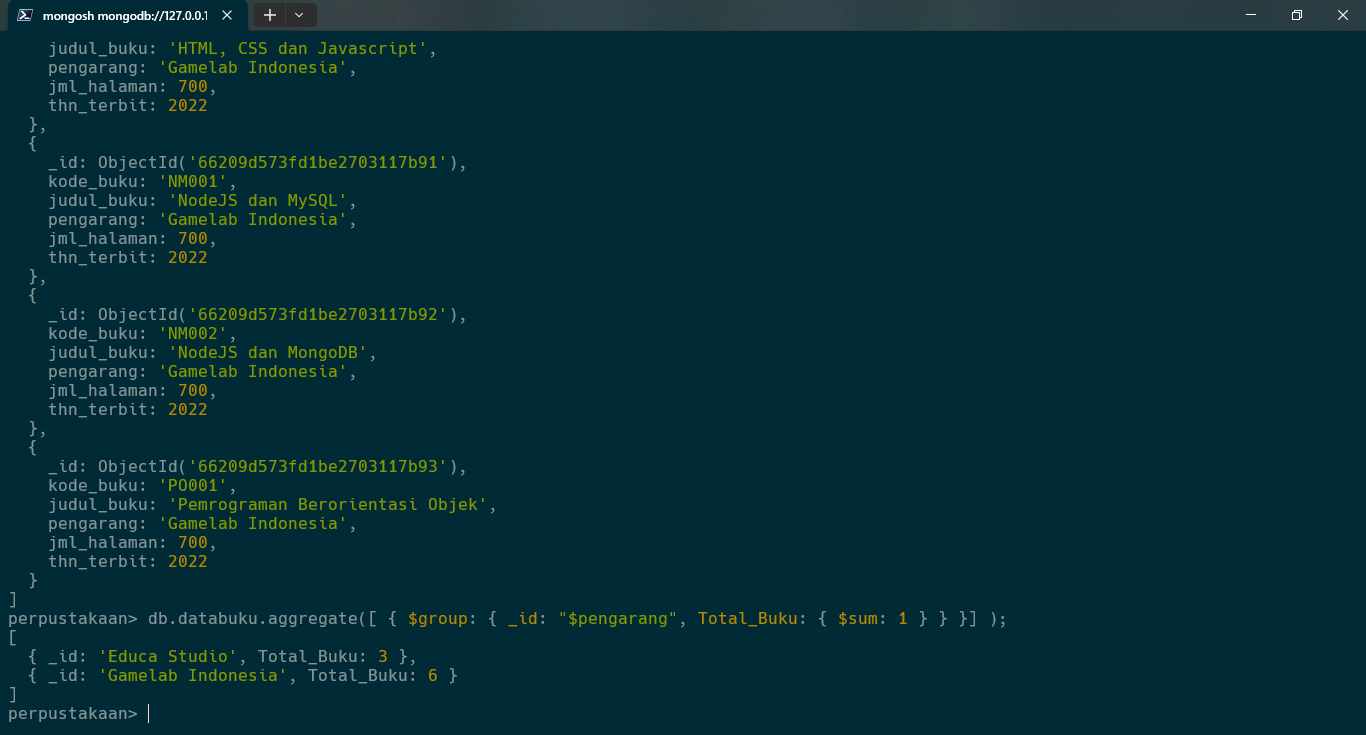 mongosh mongodb://127.0.0.1
judul_buku: 'HTML, CSS dan Javascript',
pengarang: 'Gamelab Indonesia',
jml_halaman: 700,
thn_terbit: 2022
},
{
_id: ObjectId('66209d573fd1be2703117b91'),
kode_buku: 'NM001',
judul_buku: 'NodeJS dan MySQL',
pengarang: 'Gamelab Indonesia',
jml_halaman: 700,
thn_terbit: 2022
},
{
_id: ObjectId('66209d573fd1be2703117b92'),
kode_buku: 'NM002',
judul_buku: 'NodeJS dan MongoDB',
pengarang: 'Gamelab Indonesia',
jml_halaman: 700,
thn_terbit: 2022
},
{
_id: ObjectId('66209d573fd1be2703117b93'),
kode_buku: 'PO001',
judul_buku: 'Pemrograman Berorientasi Objek',
pengarang: 'Gamelab Indonesia',
jml_halaman: 700,
thn_terbit: 2022
}
]
perpustakaan> db.databuku.aggregate([ { $group: { _id: "$pengarang", Total_Buku: { $sum: 1 } } }] );
[
{ _id: 'Educa Studio', Total_Buku: 3 },
{ _id: 'Gamelab Indonesia', Total_Buku: 6 }
]
perpustakaan>